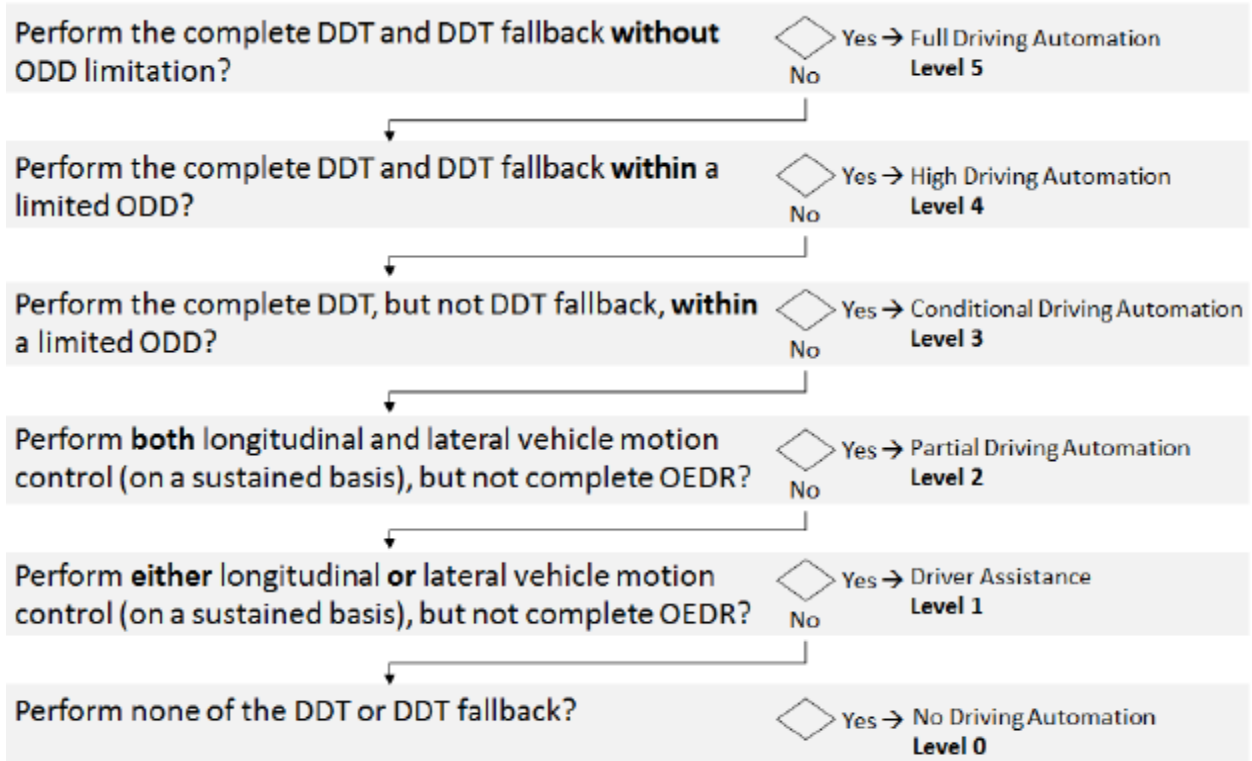 Perform the complete DDT and DDT fallback without
ODD limitation?
Yes → Full Driving Automation
Level 5
No
Perform the complete DDT and DDT fallback within a
limited ODD?
Yes → High Driving Automation
Level 4
No
Perform the complete DDT, but not DDT fallback, within
a limited ODD?
Yes → Conditional Driving Automation
Level 3
No
Perform both longitudinal and lateral vehicle motion
control (on a sustained basis), but not complete OEDR?
Yes → Partial Driving Automation
Level 2
No
Perform either longitudinal or lateral vehicle motion
control (on a sustained basis), but not complete OEDR?
Yes → Driver Assistance
Level 1
No
Perform none of the DDT or DDT fallback?
Yes → No Driving Automation
Level 0